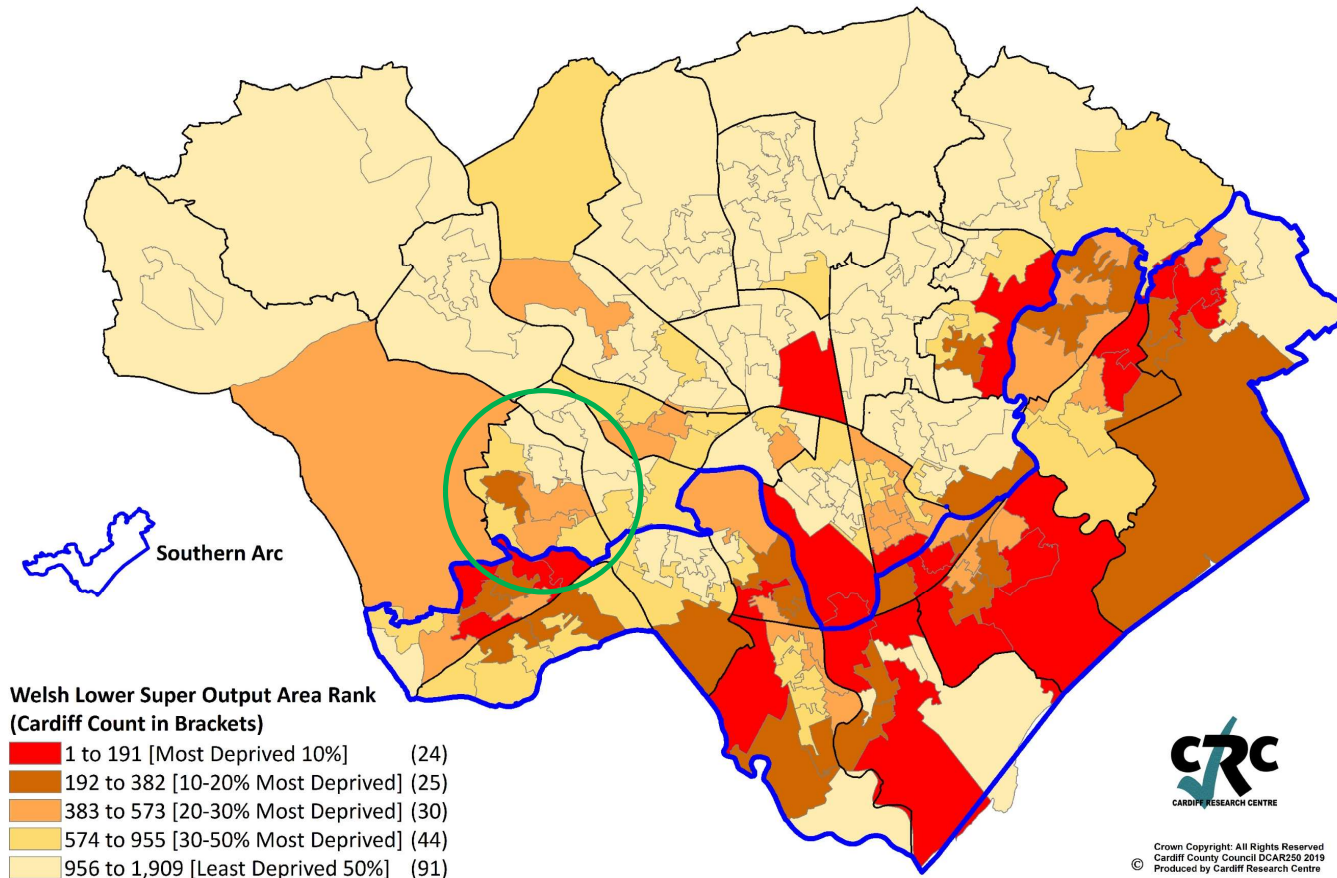 Southern Arc
Welsh Lower Super Output Area Rank
(Cardiff Count in Brackets)
1 to 191 [Most Deprived 10%] (24)
192 to 382 [10-20% Most Deprived] (25)
383 to 573 [20-30% Most Deprived] (30)
574 to 955 [30-50% Most Deprived] (44)
956 to 1,909 [Least Deprived 50%] (91)
CRC
CARDIFF RESEARCH CENTRE
Crown Copyright: All Rights Reserved
Cardiff County Council DCAR250 2019
© Produced by Cardiff Research Centre